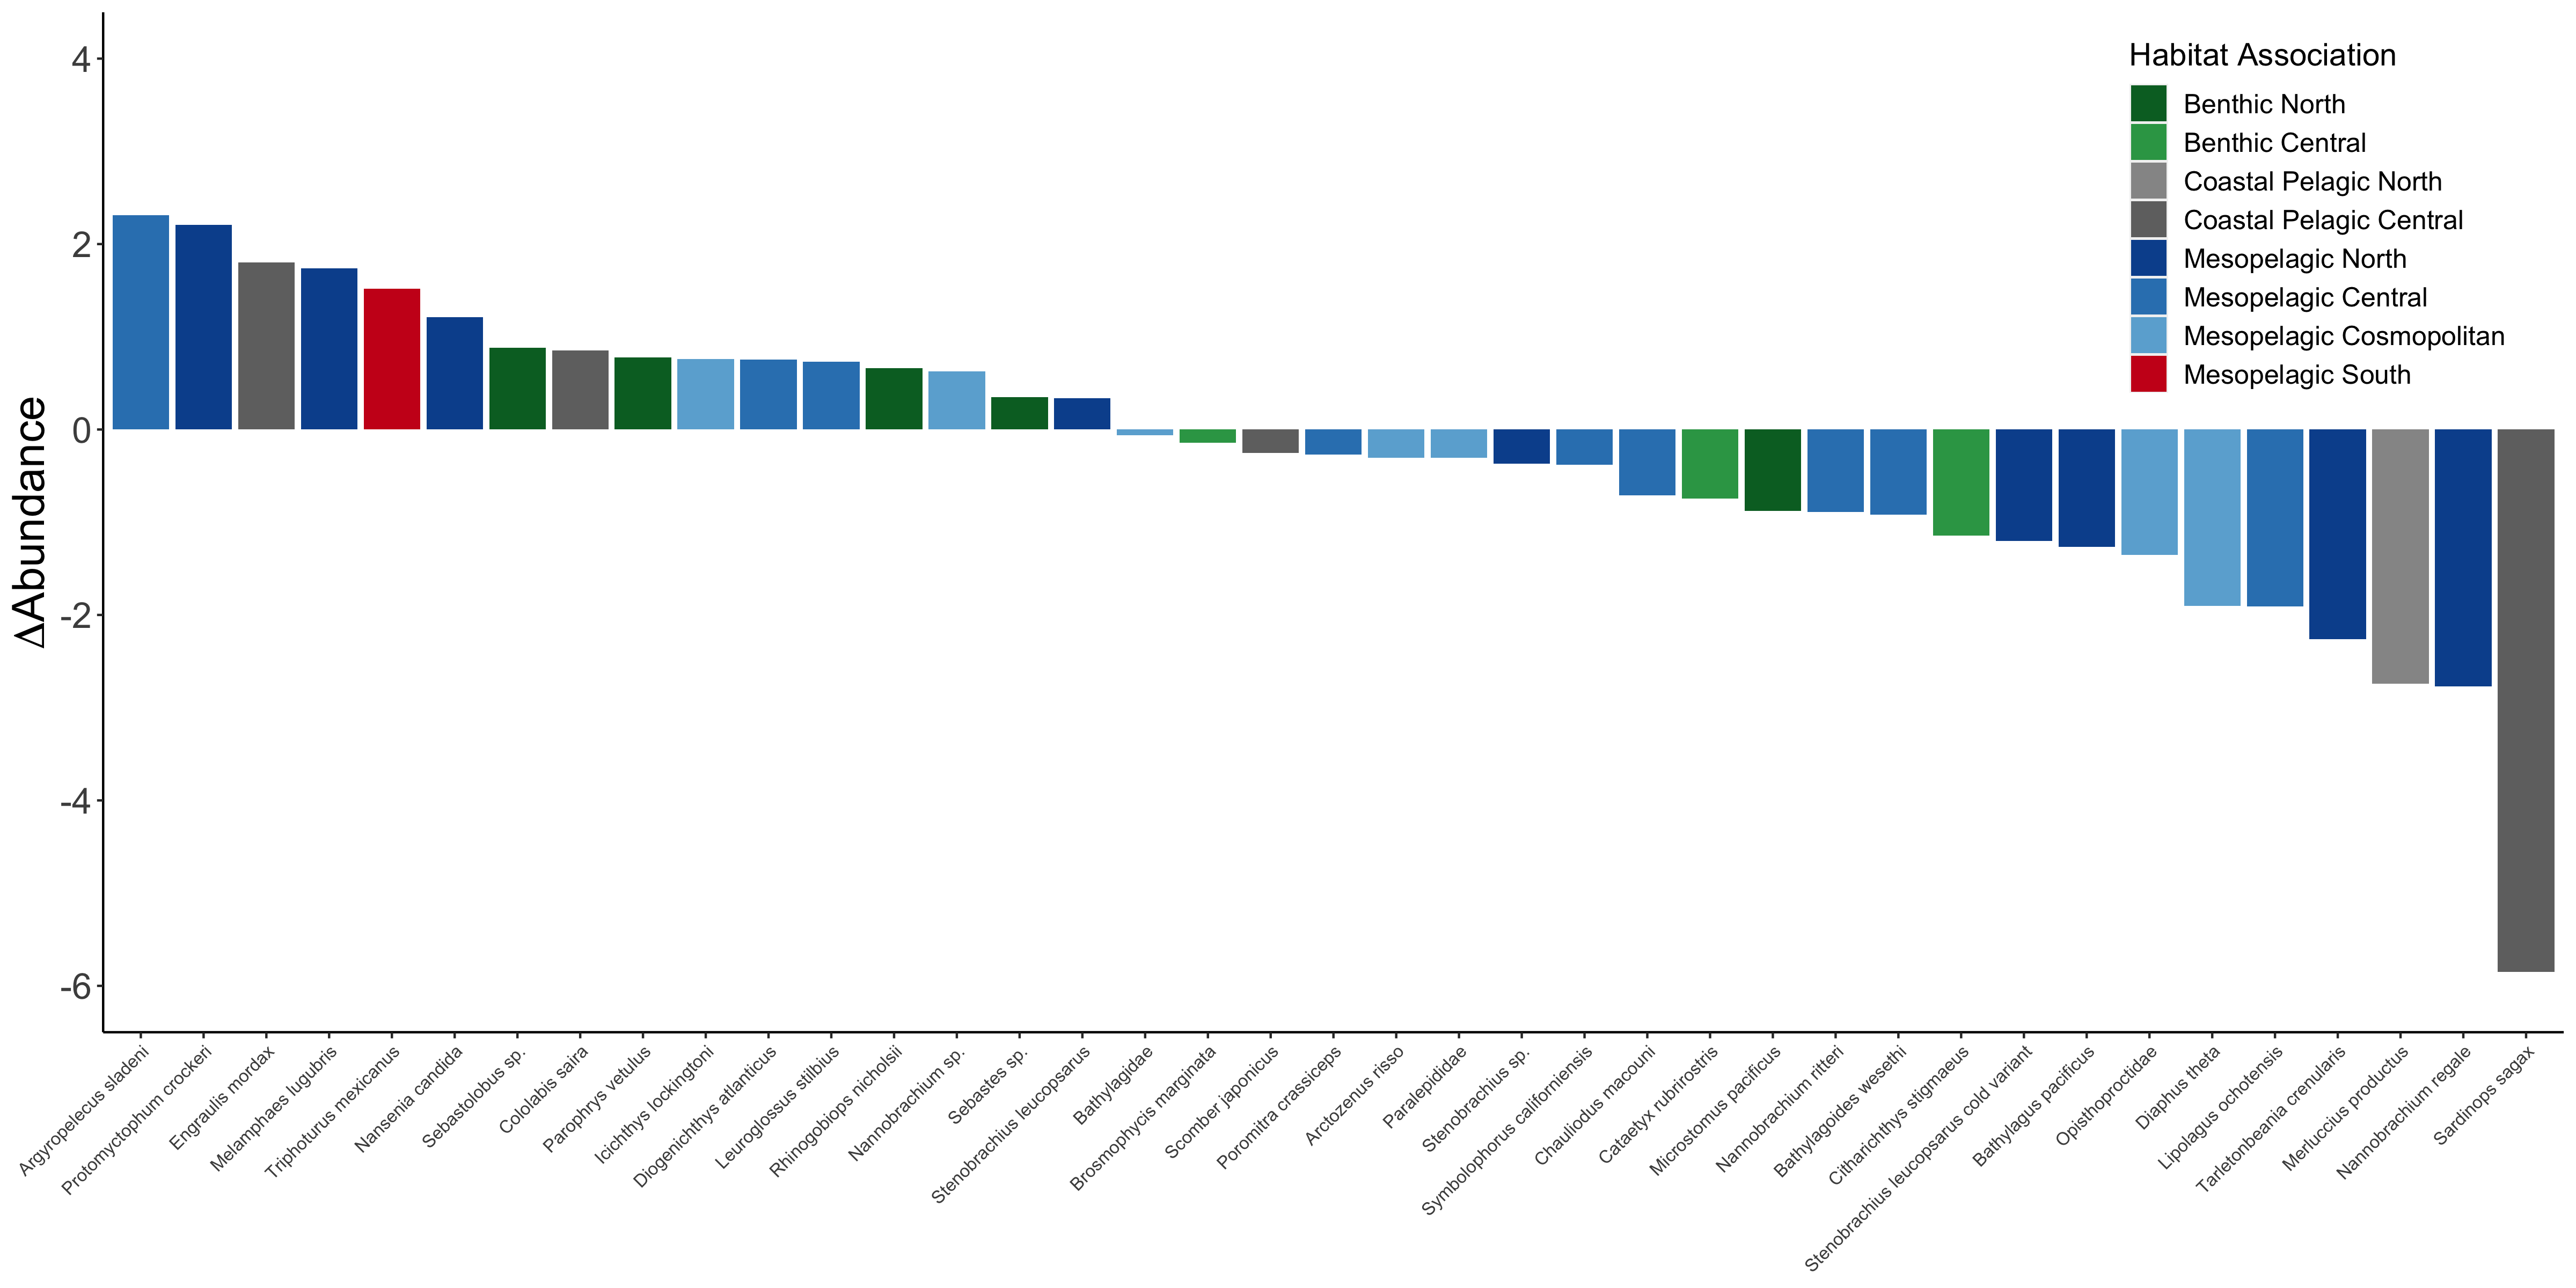 ΔAbundance
4
2
0
-2
-4
-6
Habitat Association
Benthic North
Benthic Central
Coastal Pelagic North
Coastal Pelagic Central
Mesopelagic North
Mesopelagic Central
Mesopelagic Cosmopolitan
Mesopelagic South
Argyropelecus sladeni
Protomyctophum crockeri
Engraulis mordax
Melamphaes lugubris
Triphoturus mexicanus
Nansenia candida
Sebastolobus sp.
Cololabis saira
Parophrys vetulus
Icichthys lockingtoni
Diogenichthys atlanticus
Leuroglossus stilbius
Rhinogobiops nicholsii
Nannobrachium sp.
Sebastes sp.
Stenobrachius leucopsarus
Bathylagidae
Brosmophycis marginata
Scomber japonicus
Poromitra crassiceps
Arctozenus risso
Paralepididae
Stenobrachius sp.
Symbolophorus californiensis
Chauliodus macouni
Cataetyx rubrirostris
Microstomus pacificus
Nannobrachium ritteri
Bathylagoides wesethi
Citharichthys stigmaeus
Stenobrachius leucopsarus cold variant
Bathylagus pacificus
Opisthoproctidae
Diaphus theta
Lipolagus ochotensis
Tarletonbeania crenularis
Merluccius productus
Nannobrachium regale
Sardinops sagax